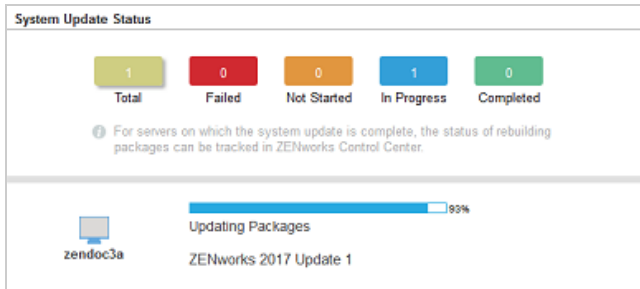 System Update Status
1 0 0 1 0
Total Failed Not Started In Progress Completed
For servers on which the system update is complete, the status of rebuilding
packages can be tracked in ZENworks Control Center.
93%
Updating Packages
zendoc3a
ZENworks 2017 Update 1